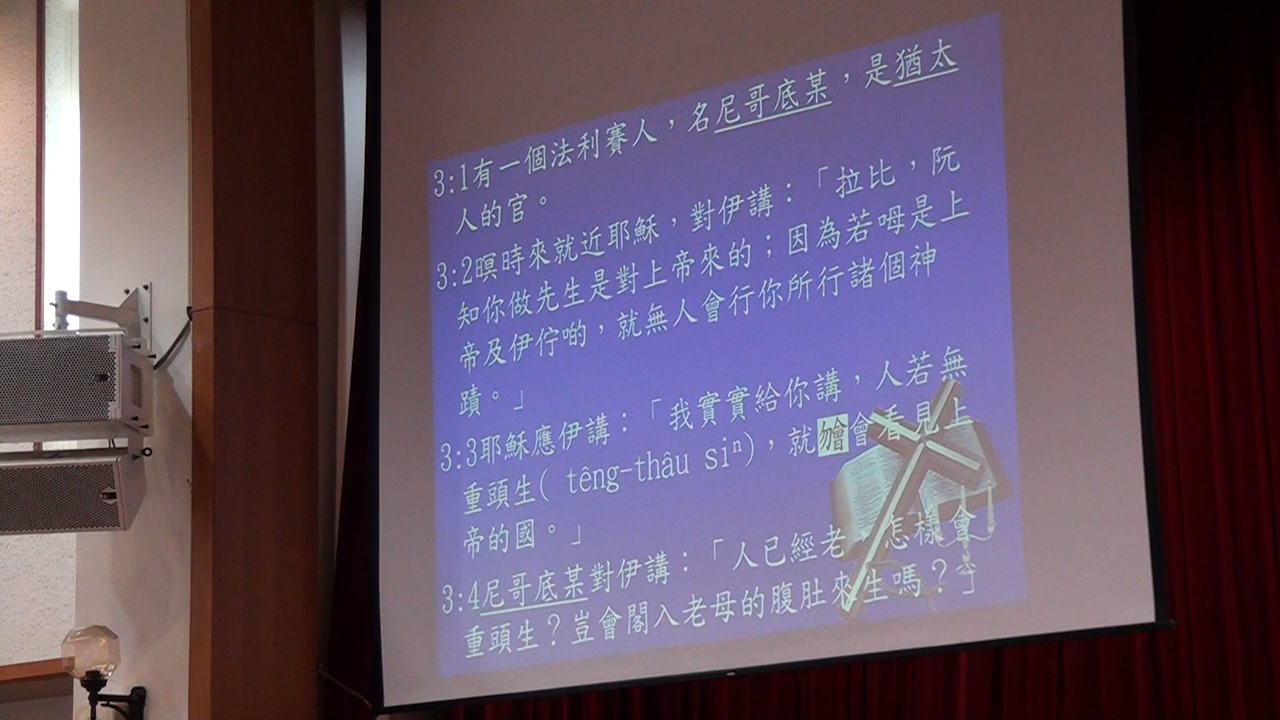 3:1有一個法利賽人，名尼哥底某，是猶太
人的官。
3:2暝時來就近耶穌，對伊講：「拉比，阮
知你做先生是對上帝來的；因為若呣是上
帝及伊佇啲，就無人會行你所行諸個神
蹟。」
3:3耶穌應伊講：「我實實給你講，人若無
重頭生( têng-thâu siⁿ)，就𣍐會看見上
帝的國。」
3:4尼哥底某對伊講：「人已經老，怎樣會
重頭生？豈會閣入老母的腹肚來生嗎？」